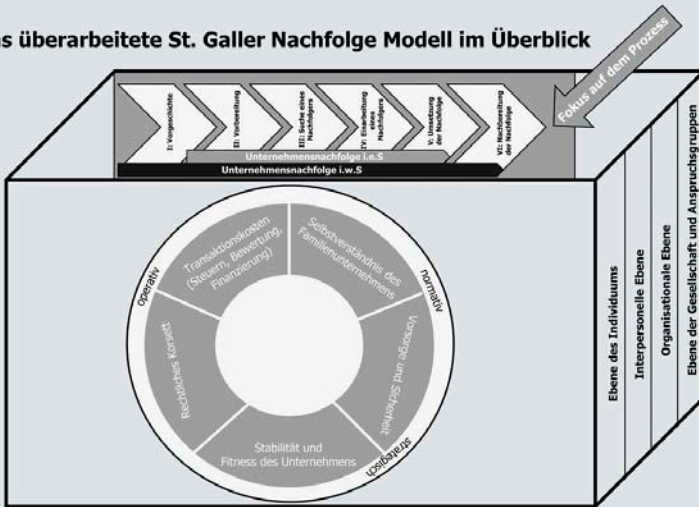 s überarbeitete St. Galler Nachfolge Modell im Überblick
Fokus auf dem Prozess
I: Vorgeschichte
II: Vorbereitung
III: Suche eines
Nachfolgers
IV: Einarbeitung
eines
Nachfolgers
V: Umsetzung
der Nachfolge
VI: Nachbereitung
der Nachfolge
Unternehmensnachfolge i.e.S
Unternehmensnachfolge i.w.S
operativ
Transaktionskosten
(Steuern, Bewertung,
Finanzierung)
Selbstverständnis des
Familienunternehmens
normativ
Rechtliches Korsett
Vorsorge und Sicherheit
Stabilität und
Fitness des Unternehmens
strategisch
Ebene des Individuums
Interpersonelle Ebene
Organisationale Ebene
Ebene der Gesellschaft und Anspruchsgruppen